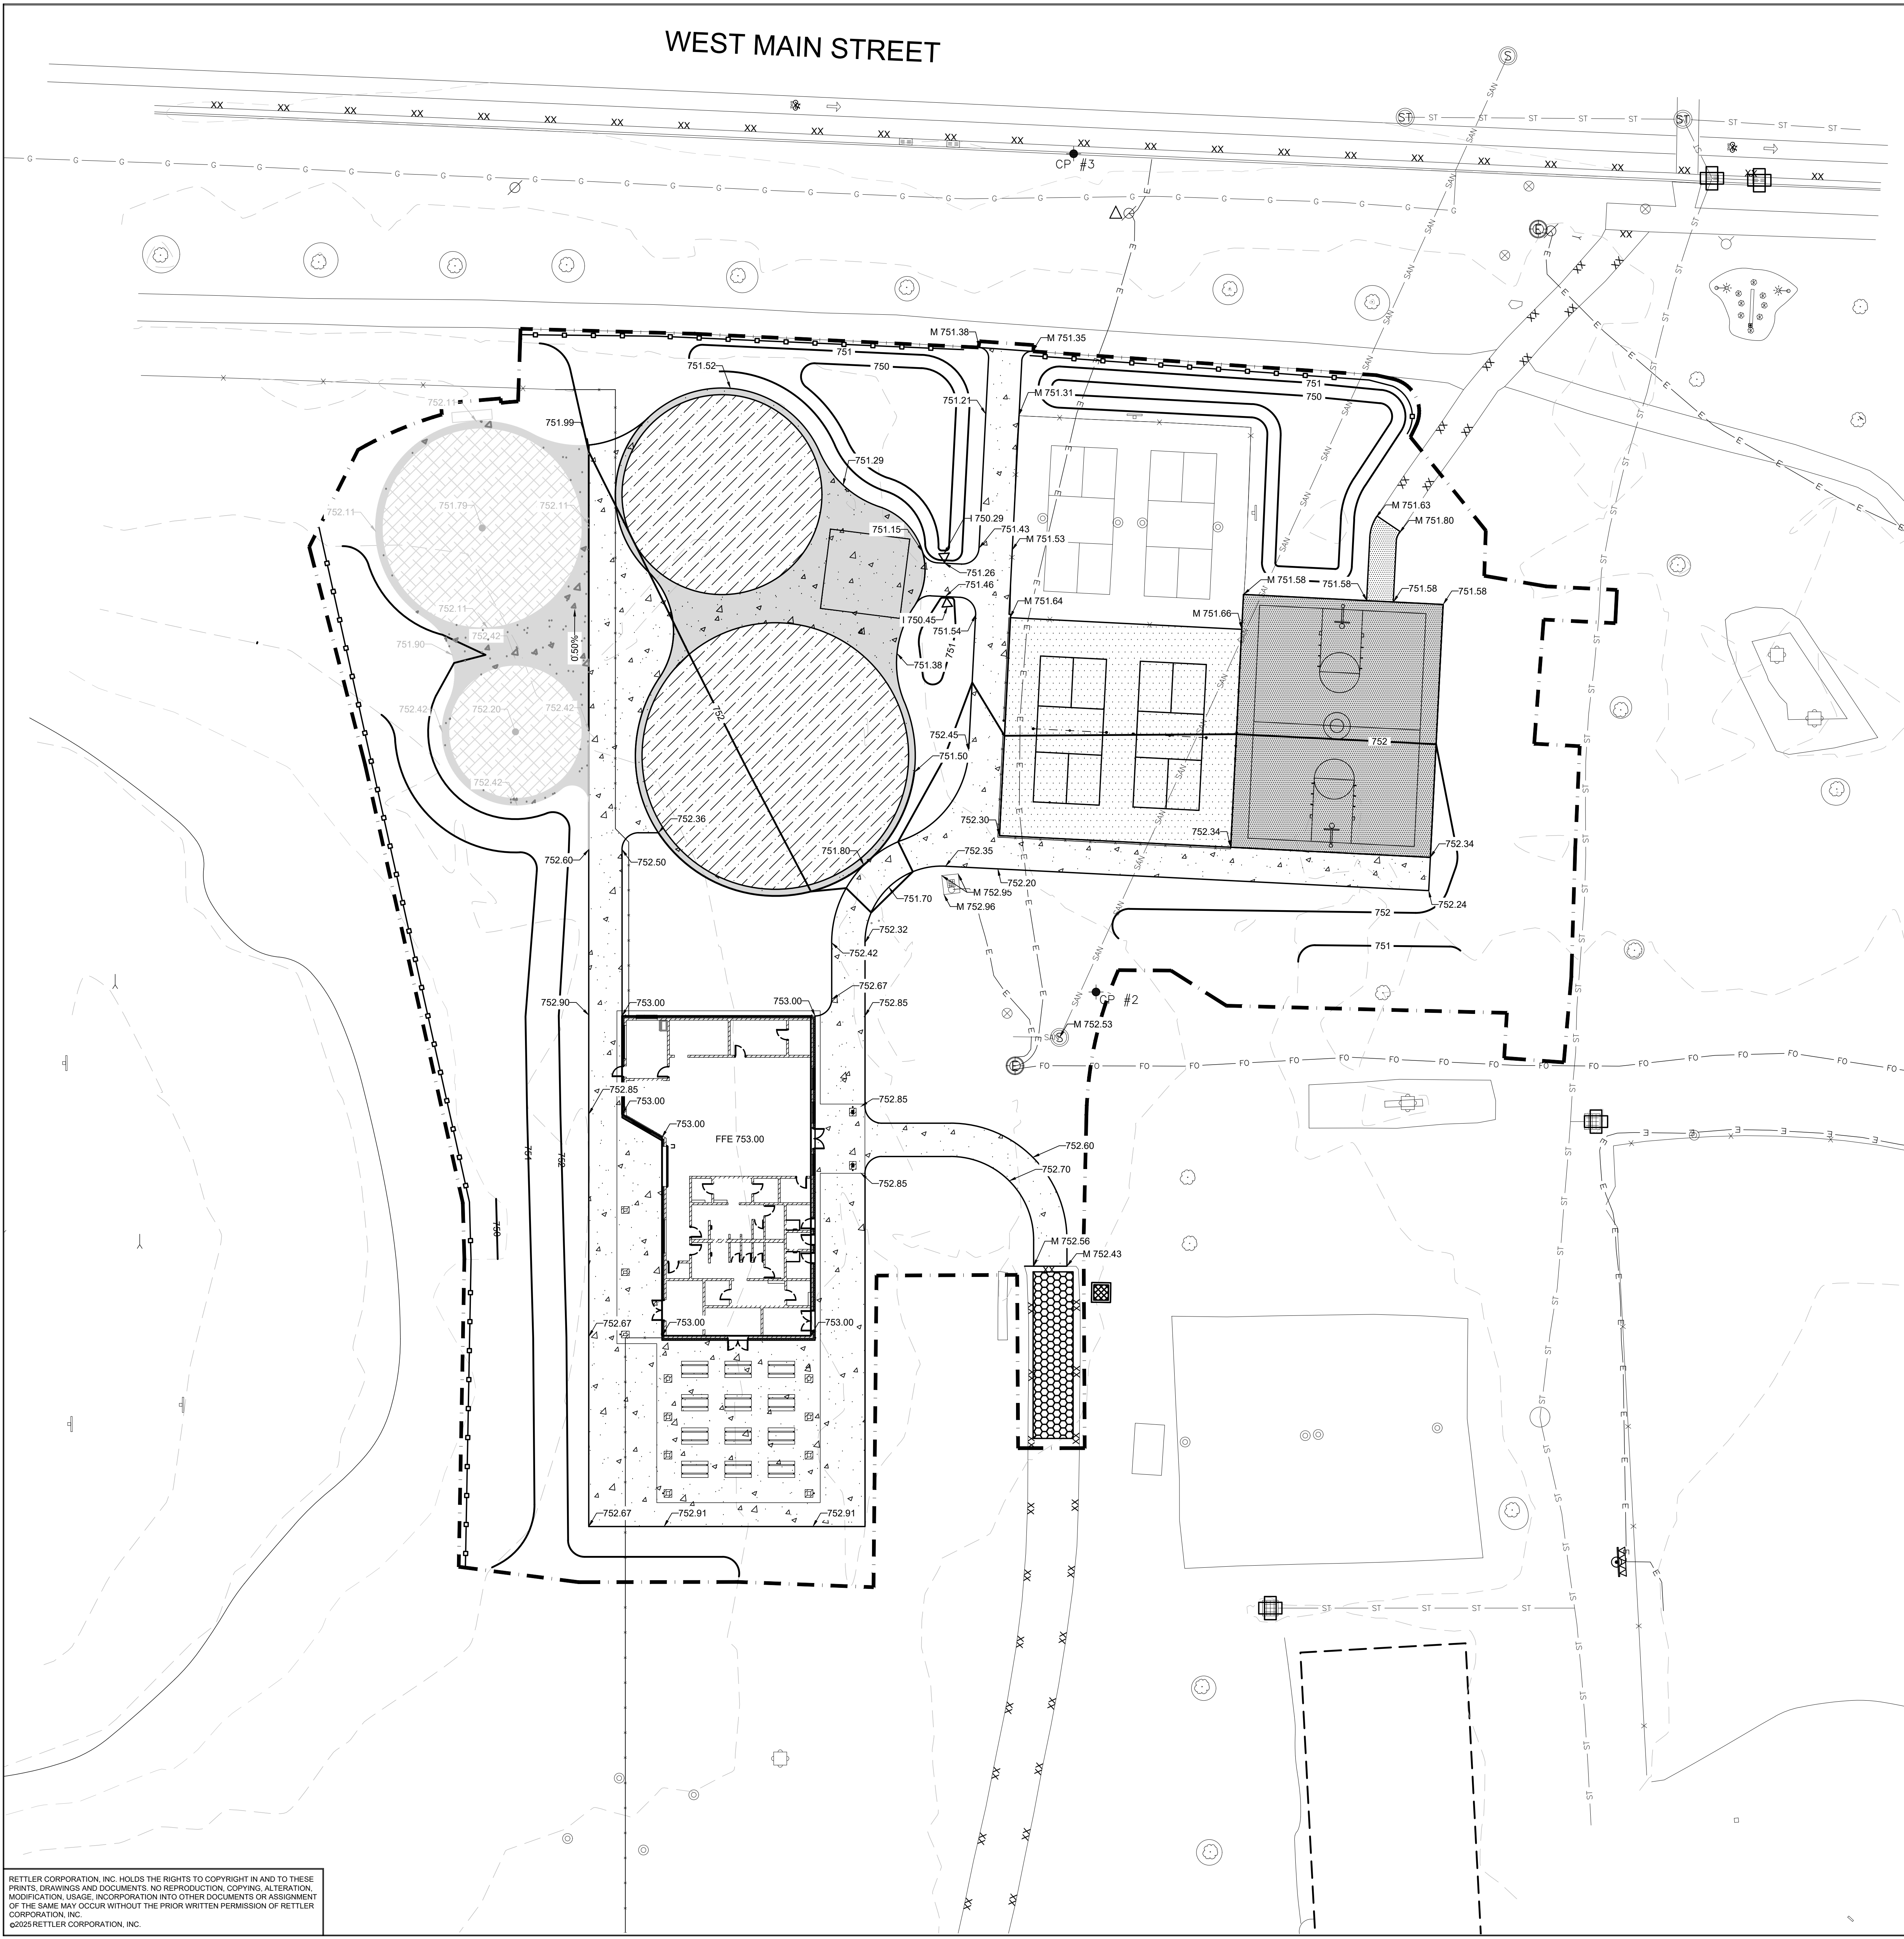 WEST MAIN STREET
CP #3
M 751.38
M 751.35
751
750
751.52
752.11
751.99
751.21
M 751.31
751
750
751.29
751.79
752.11
752.11
M 751.63
M 751.80
I 750.29
751.15
751.43
M 751.53
751.26
751.46
M 751.58
751.58
751.58
751.58
752.11
I 750.45
M 751.64
M 751.66
751.54
752.42
751.90
0.50%
751
751.38
752.42
752.20
752.42
752
752.45
751.50
752
752.42
752.36
752.30
752.34
752.34
752.60
752.50
751.80
752.35
752.20
M 752.95
751.70
M 752.96
752.24
752
752.32
752.42
751
752.67
752.90
753.00
753.00
752.85
CP #2
M 752.53
752.85
753.00
752.85
753.00
FFE 753.00
752.60
751
752
752.70
752.85
750
M 752.56
M 752.43
752.67
753.00
753.00
752.67
752.91
752.91
RETTLER CORPORATION, INC. HOLDS THE RIGHTS TO COPYRIGHT IN AND TO THESE
PRINTS, DRAWINGS AND DOCUMENTS. NO REPRODUCTION, COPYING, ALTERATION,
MODIFICATION, USAGE, INCORPORATION INTO OTHER DOCUMENTS OR ASSIGNMENT
OF THE SAME MAY OCCUR WITHOUT THE PRIOR WRITTEN PERMISSION OF RETTLER
CORPORATION, INC.
©2025 RETTLER CORPORATION, INC.